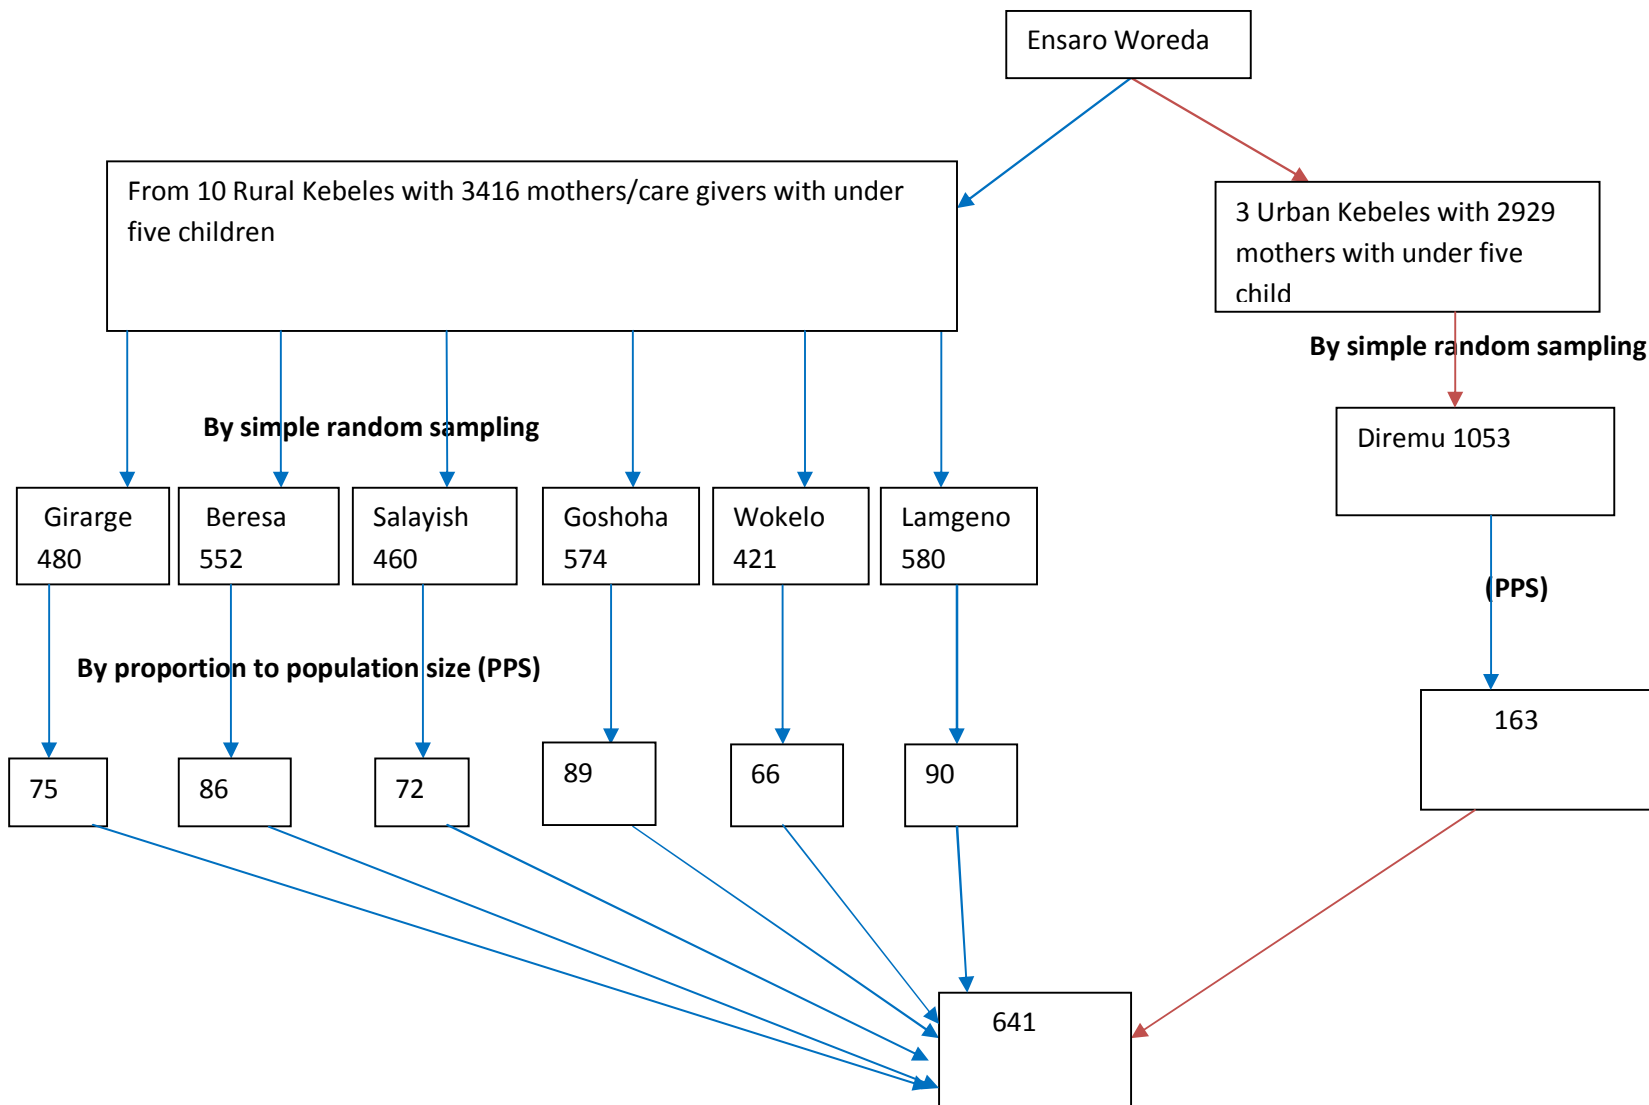 Ensaro Woreda
From 10 Rural Kebeles with 3416 mothers/care givers with under
five children
3 Urban Kebeles with 2929
mothers with under five
child
By simple random sampling
By simple random sampling
Diremu 1053
Girarge
480
Beresa
552
Salayish
460
Goshoha
574
Wokelo
421
Lamgeno
580
(PPS)
By proportion to population size (PPS)
75
86
72
89
66
90
163
641